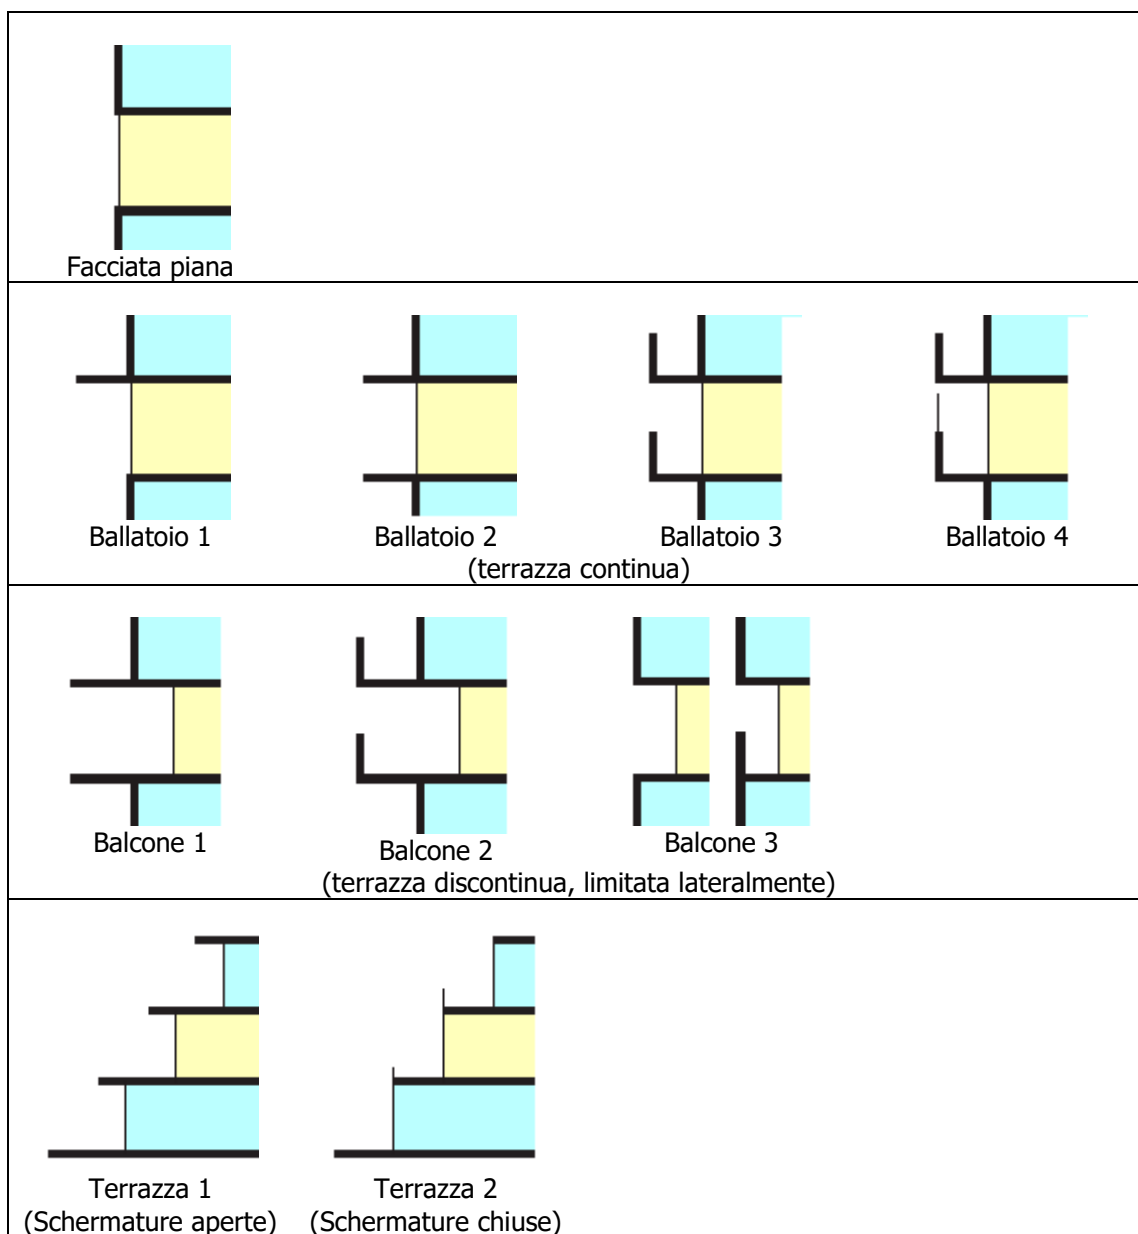 Facciata piana
Ballatoio 1 Ballatoio 2 Ballatoio 3 Ballatoio 4
(terrazza continua)
Balcone 1 Balcone 2 Balcone 3
(terrazza discontinua, limitata lateralmente)
Terrazza 1 Terrazza 2
(Schermature aperte) (Schermature chiuse)